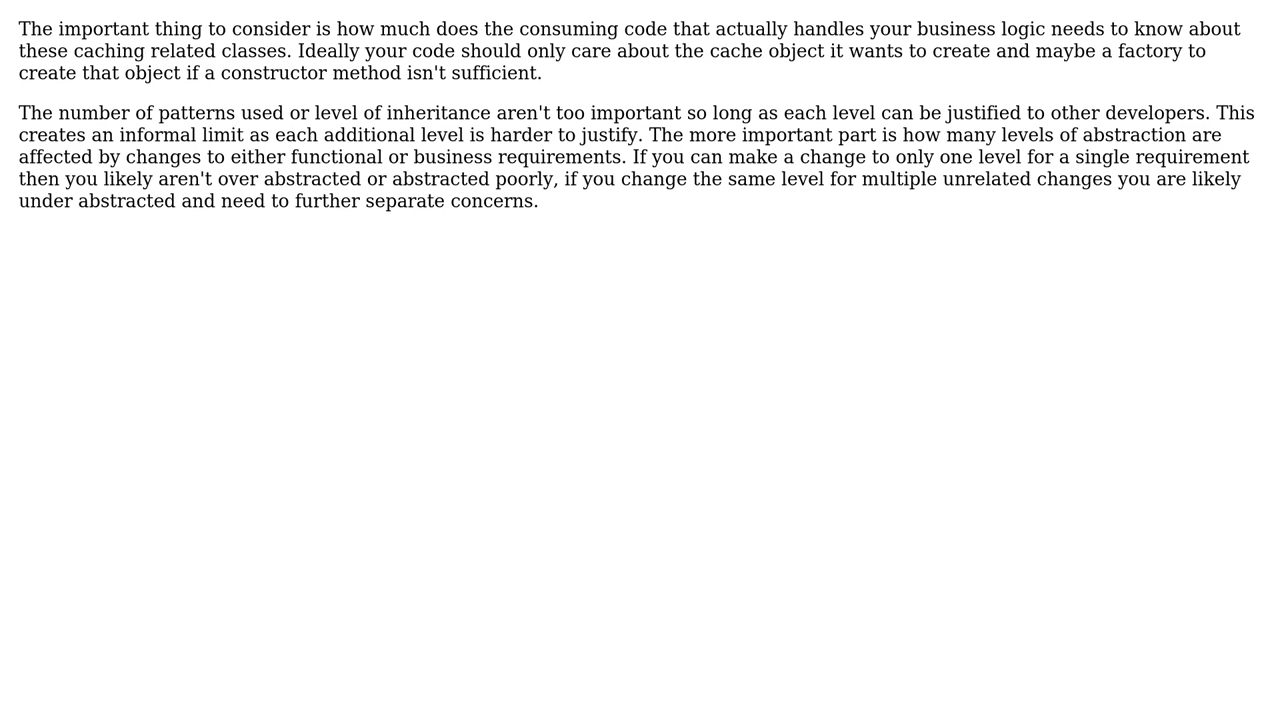 The important thing to consider is how much does the consuming code that actually handles your business logic needs to know about
these caching related classes. Ideally your code should only care about the cache object it wants to create and maybe a factory to
create that object if a constructor method isn't sufficient.
The number of patterns used or level of inheritance aren't too important so long as each level can be justified to other developers. This
creates an informal limit as each additional level is harder to justify. The more important part is how many levels of abstraction are
affected by changes to either functional or business requirements. If you can make a change to only one level for a single requirement
then you likely aren't over abstracted or abstracted poorly, if you change the same level for multiple unrelated changes you are likely
under abstracted and need to further separate concerns.